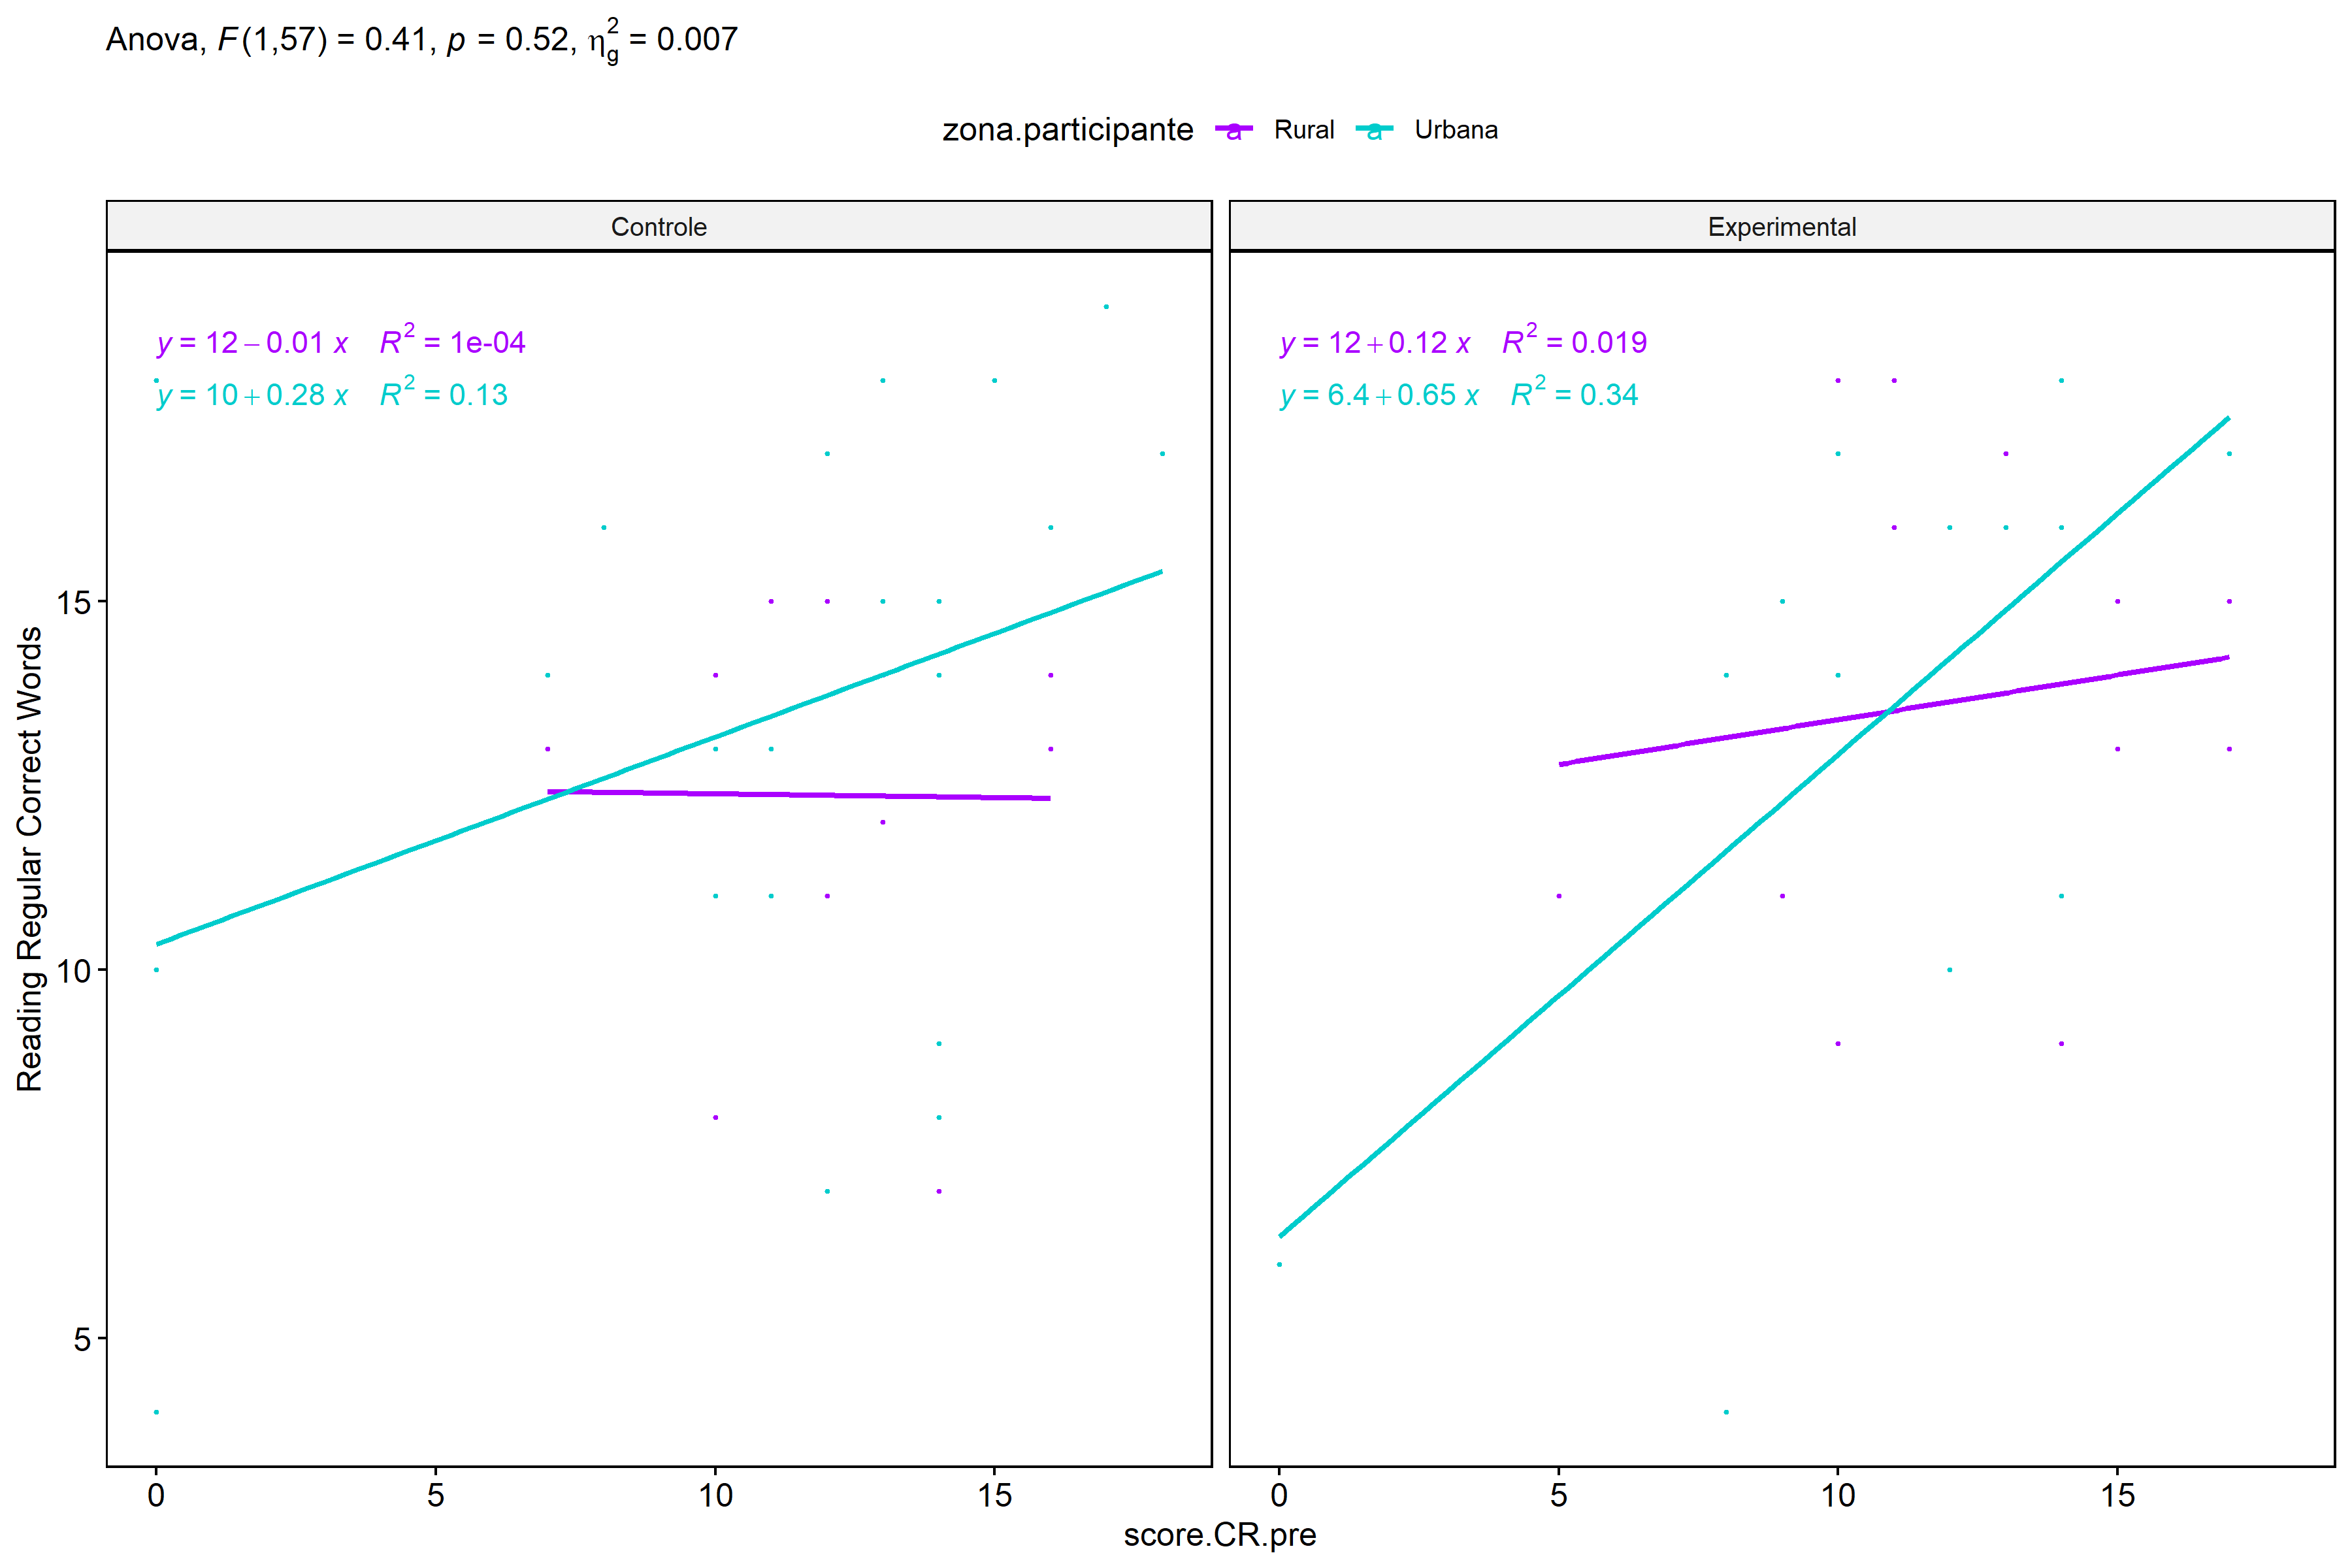 Anova, F(1,57) = 0.41, p = 0.52, η²g = 0.007
zona.participante a Rural a Urbana
Controle
Experimental
y = 12 − 0.01 x R² = 1e-04
y = 10 + 0.28 x R² = 0.13
y = 12 + 0.12 x R² = 0.019
y = 6.4 + 0.65 x R² = 0.34
Reading Regular Correct Words
15
10
5
0 5 10 15
0 5 10 15
score.CR.pre